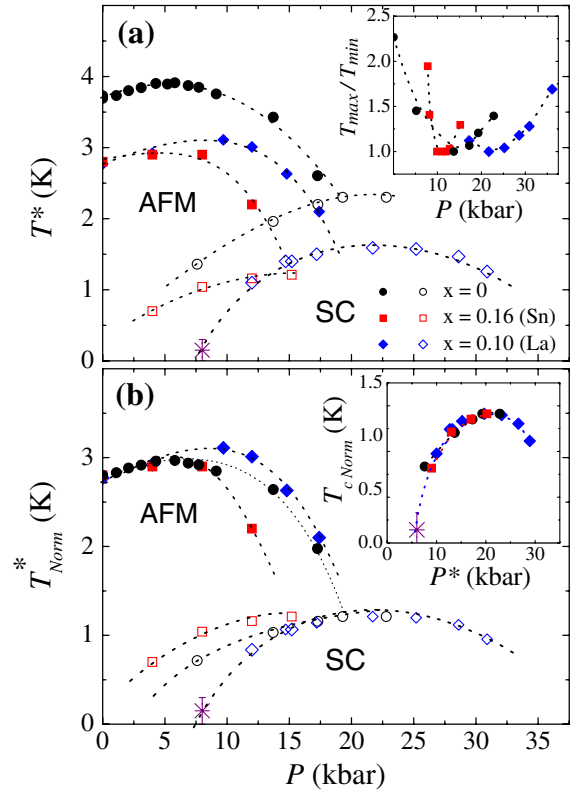 (a)
4
3
2
1
0
T* (K)
AFM
SC
x = 0
x = 0.16 (Sn)
x = 0.10 (La)
2.5
2.0
1.5
1.0
T_max / T_min
0 10 20 30
P (kbar)
(b)
4
3
2
1
0
T*_Norm (K)
AFM
SC
1.5
1.0
0.5
0.0
T_c Norm (K)
0 10 20 30
P* (kbar)
0 5 10 15 20 25 30 35
P (kbar)